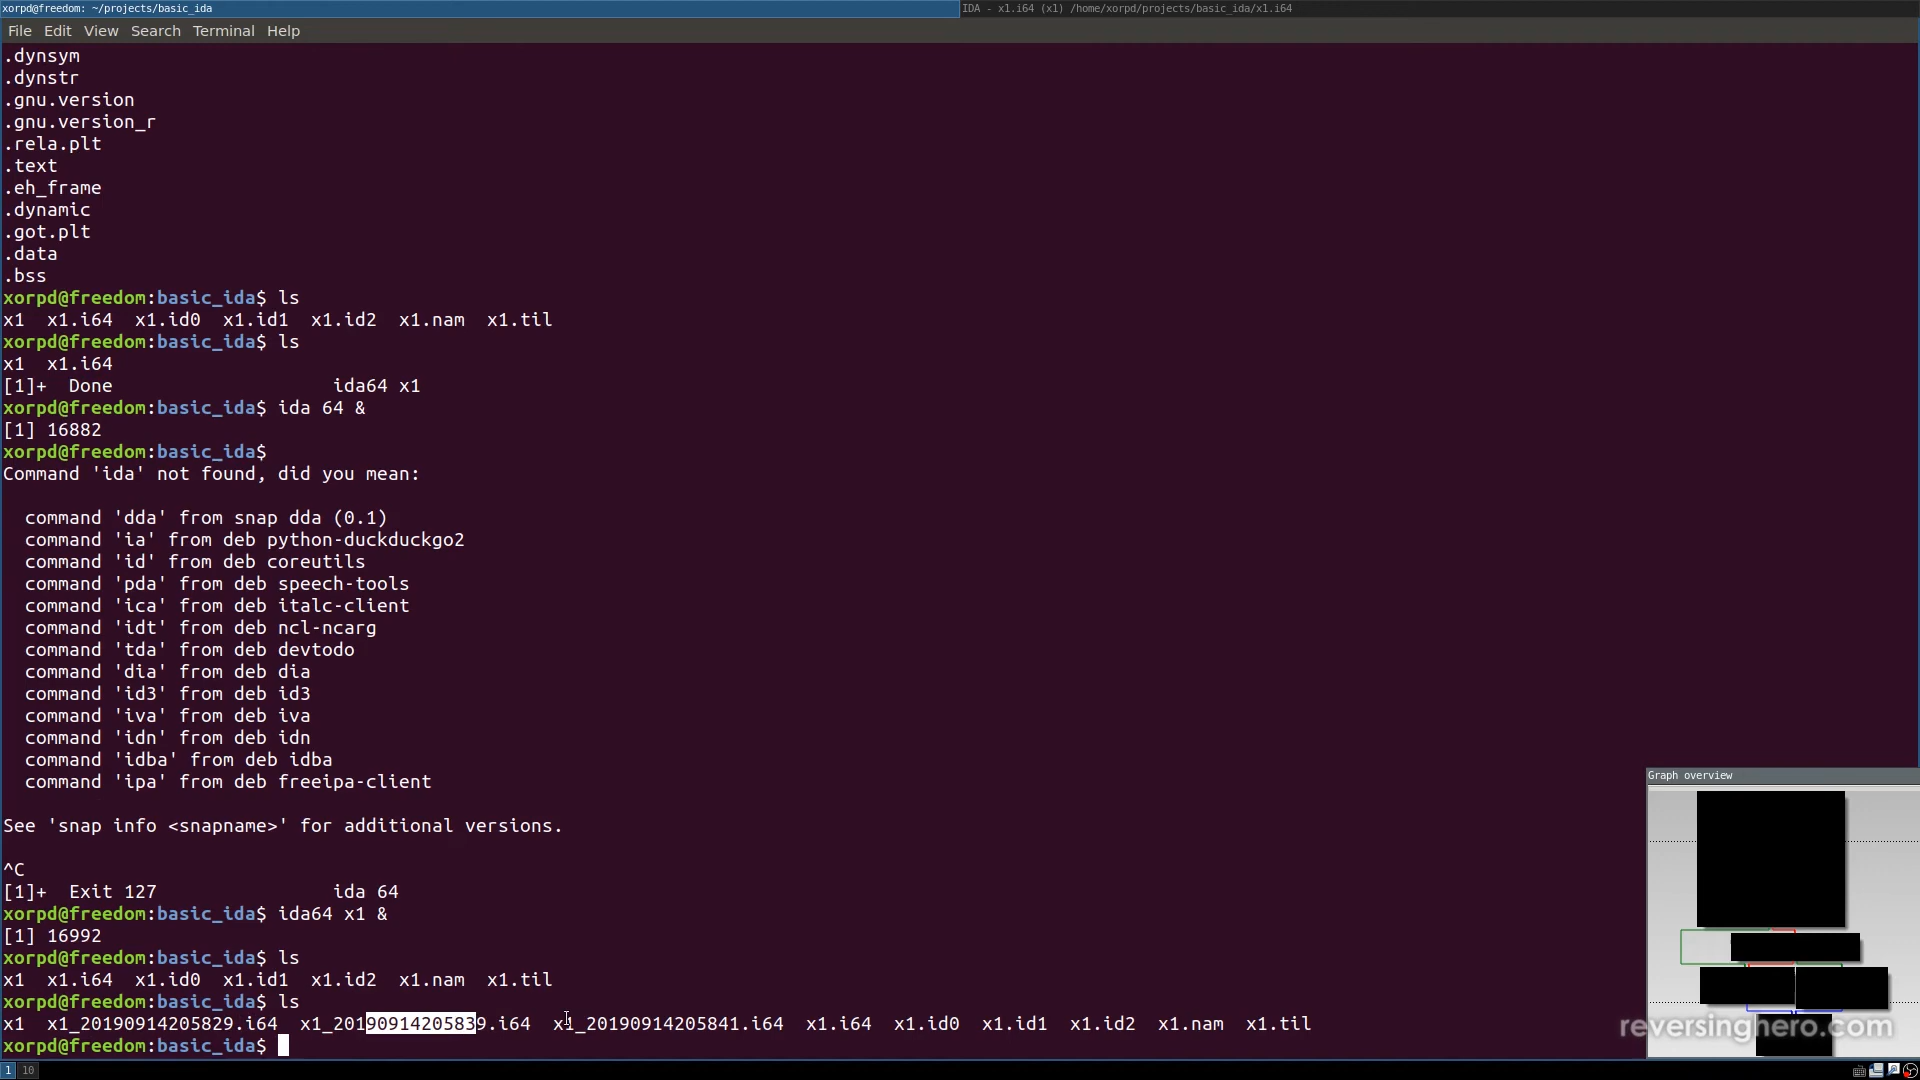 xorpd@freedom: ~/projects/basic_ida
IDA - x1.i64 (x1) /home/xorpd/projects/basic_ida/x1.i64
File Edit View Search Terminal Help
.dynsym
.dynstr
.gnu.version
.gnu.version_r
.rela.plt
.text
.eh_frame
.dynamic
.got.plt
.data
.bss
xorpd@freedom:basic_ida$ ls
x1 x1.i64 x1.id0 x1.id1 x1.id2 x1.nam x1.til
xorpd@freedom:basic_ida$ ls
x1 x1.i64
[1]+ Done ida64 x1
xorpd@freedom:basic_ida$ ida 64 &
[1] 16882
xorpd@freedom:basic_ida$
Command 'ida' not found, did you mean:
command 'dda' from snap dda (0.1)
command 'ia' from deb python-duckduckgo2
command 'id' from deb coreutils
command 'pda' from deb speech-tools
command 'ica' from deb italc-client
command 'idt' from deb ncl-ncarg
command 'tda' from deb devtodo
command 'dia' from deb dia
command 'id3' from deb id3
command 'iva' from deb iva
command 'idn' from deb idn
command 'idba' from deb idba
command 'ipa' from deb freeipa-client
See 'snap info <snapname>' for additional versions.
^C
[1]+ Exit 127 ida 64
xorpd@freedom:basic_ida$ ida64 x1 &
[1] 16992
xorpd@freedom:basic_ida$ ls
x1 x1.i64 x1.id0 x1.id1 x1.id2 x1.nam x1.til
xorpd@freedom:basic_ida$ ls
x1 x1_20190914205829.i64 x1_20190914205839.i64 x1_20190914205841.i64 x1.i64 x1.id0 x1.id1 x1.id2 x1.nam x1.til
xorpd@freedom:basic_ida$
Graph overview
reversinghero.com
1 10